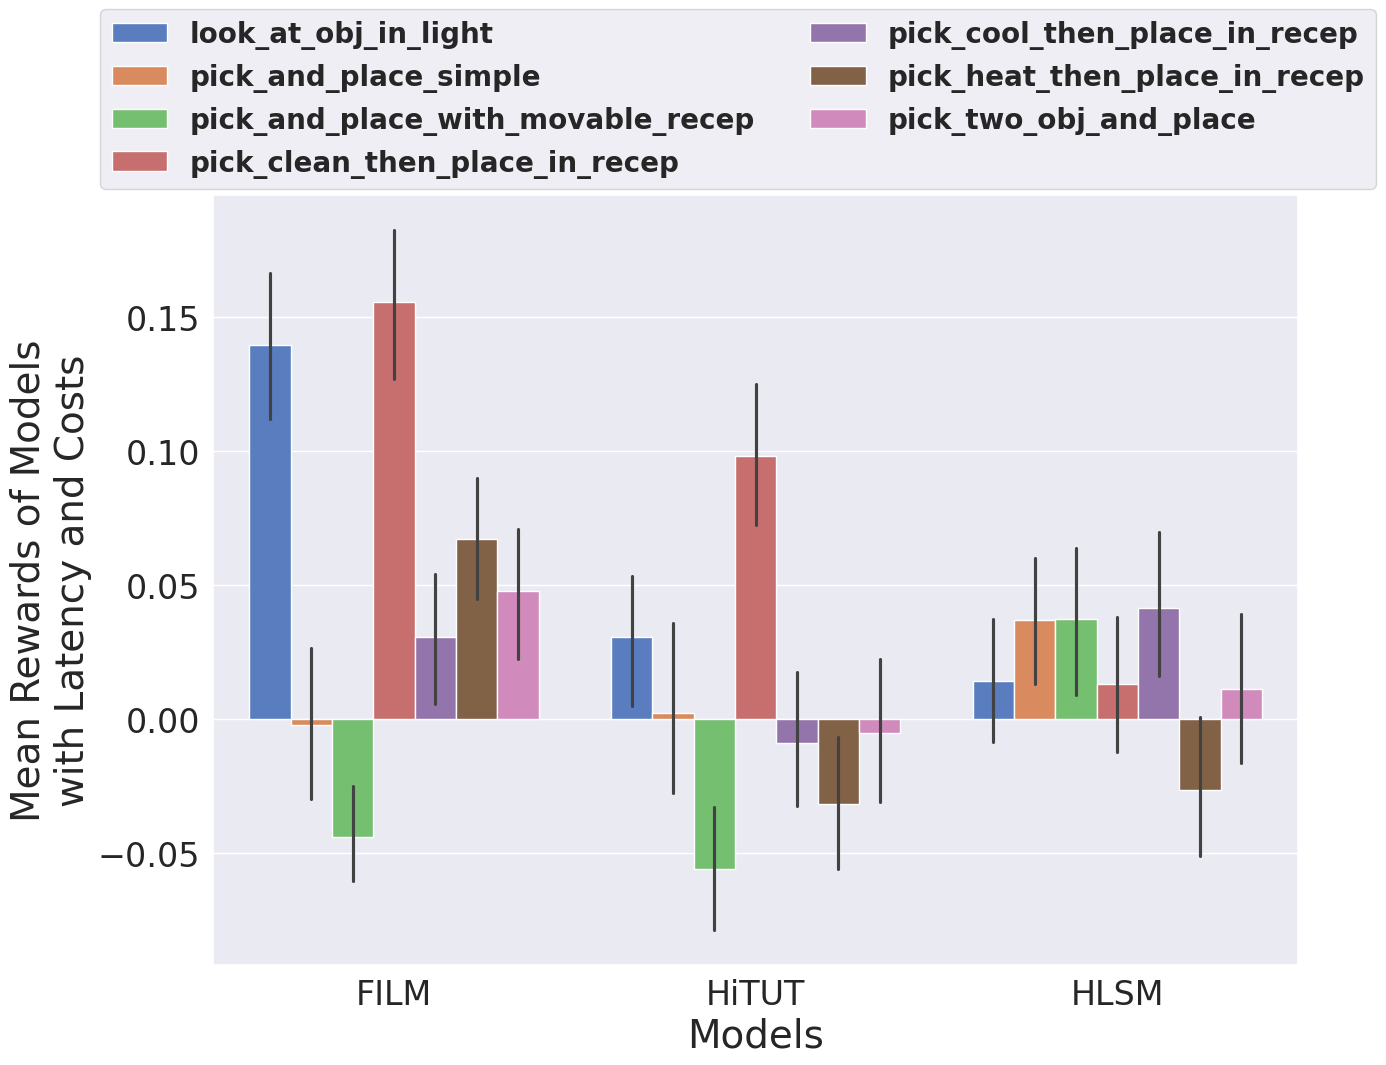 look_at_obj_in_light
pick_and_place_simple
pick_and_place_with_movable_recep
pick_clean_then_place_in_recep
pick_cool_then_place_in_recep
pick_heat_then_place_in_recep
pick_two_obj_and_place
Mean Rewards of Models
with Latency and Costs
0.15
0.10
0.05
0.00
−0.05
FILM
HiTUT
HLSM
Models